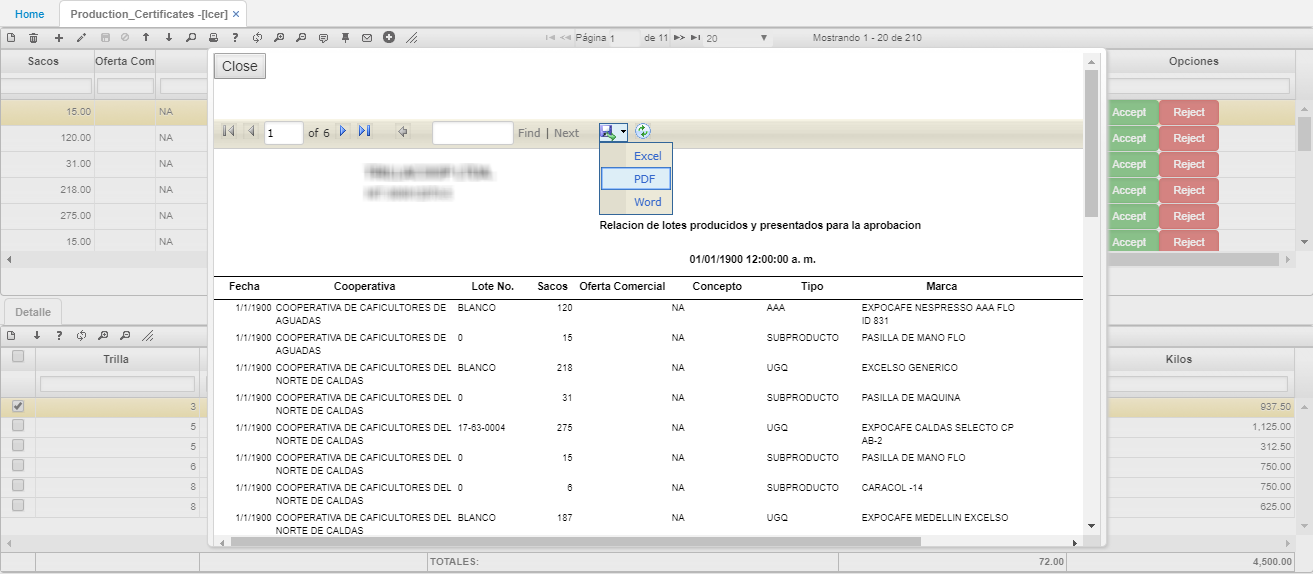 Home Production_Certificates -[lcer] ×
Página 1 de 11 20 Mostrando 1 - 20 de 210
Sacos Oferta Com Opciones
15.00 NA Accept Reject
120.00 NA Accept Reject
31.00 NA Accept Reject
218.00 NA Accept Reject
275.00 NA Accept Reject
15.00 NA Accept Reject
Close
1 of 6 Find | Next
Excel
PDF
Word
Relacion de lotes producidos y presentados para la aprobacion
01/01/1900 12:00:00 a. m.
Fecha Cooperativa Lote No. Sacos Oferta Comercial Concepto Tipo Marca
1/1/1900 COOPERATIVA DE CAFICULTORES DE BLANCO 120 NA AAA EXPOCAFE NESPRESSO AAA FLO
AGUADAS ID 831
1/1/1900 COOPERATIVA DE CAFICULTORES DE 0 15 NA SUBPRODUCTO PASILLA DE MANO FLO
AGUADAS
1/1/1900 COOPERATIVA DE CAFICULTORES DEL BLANCO 218 NA UGQ EXCELSO GENERICO
NORTE DE CALDAS
1/1/1900 COOPERATIVA DE CAFICULTORES DEL 0 31 NA SUBPRODUCTO PASILLA DE MAQUINA
NORTE DE CALDAS
1/1/1900 COOPERATIVA DE CAFICULTORES DEL 17-63-0004 275 NA UGQ EXPOCAFE CALDAS SELECTO CP
NORTE DE CALDAS AB-2
1/1/1900 COOPERATIVA DE CAFICULTORES DEL 0 15 NA SUBPRODUCTO PASILLA DE MANO FLO
NORTE DE CALDAS
1/1/1900 COOPERATIVA DE CAFICULTORES DEL 0 6 NA SUBPRODUCTO CARACOL -14
NORTE DE CALDAS
1/1/1900 COOPERATIVA DE CAFICULTORES DEL BLANCO 187 NA UGQ EXPOCAFE MEDELLIN EXCELSO
NORTE DE CALDAS
Detalle
Trilla Kilos
3 937.50
5 1,125.00
5 312.50
6 750.00
8 750.00
8 625.00
TOTALES: 72.00 4,500.00